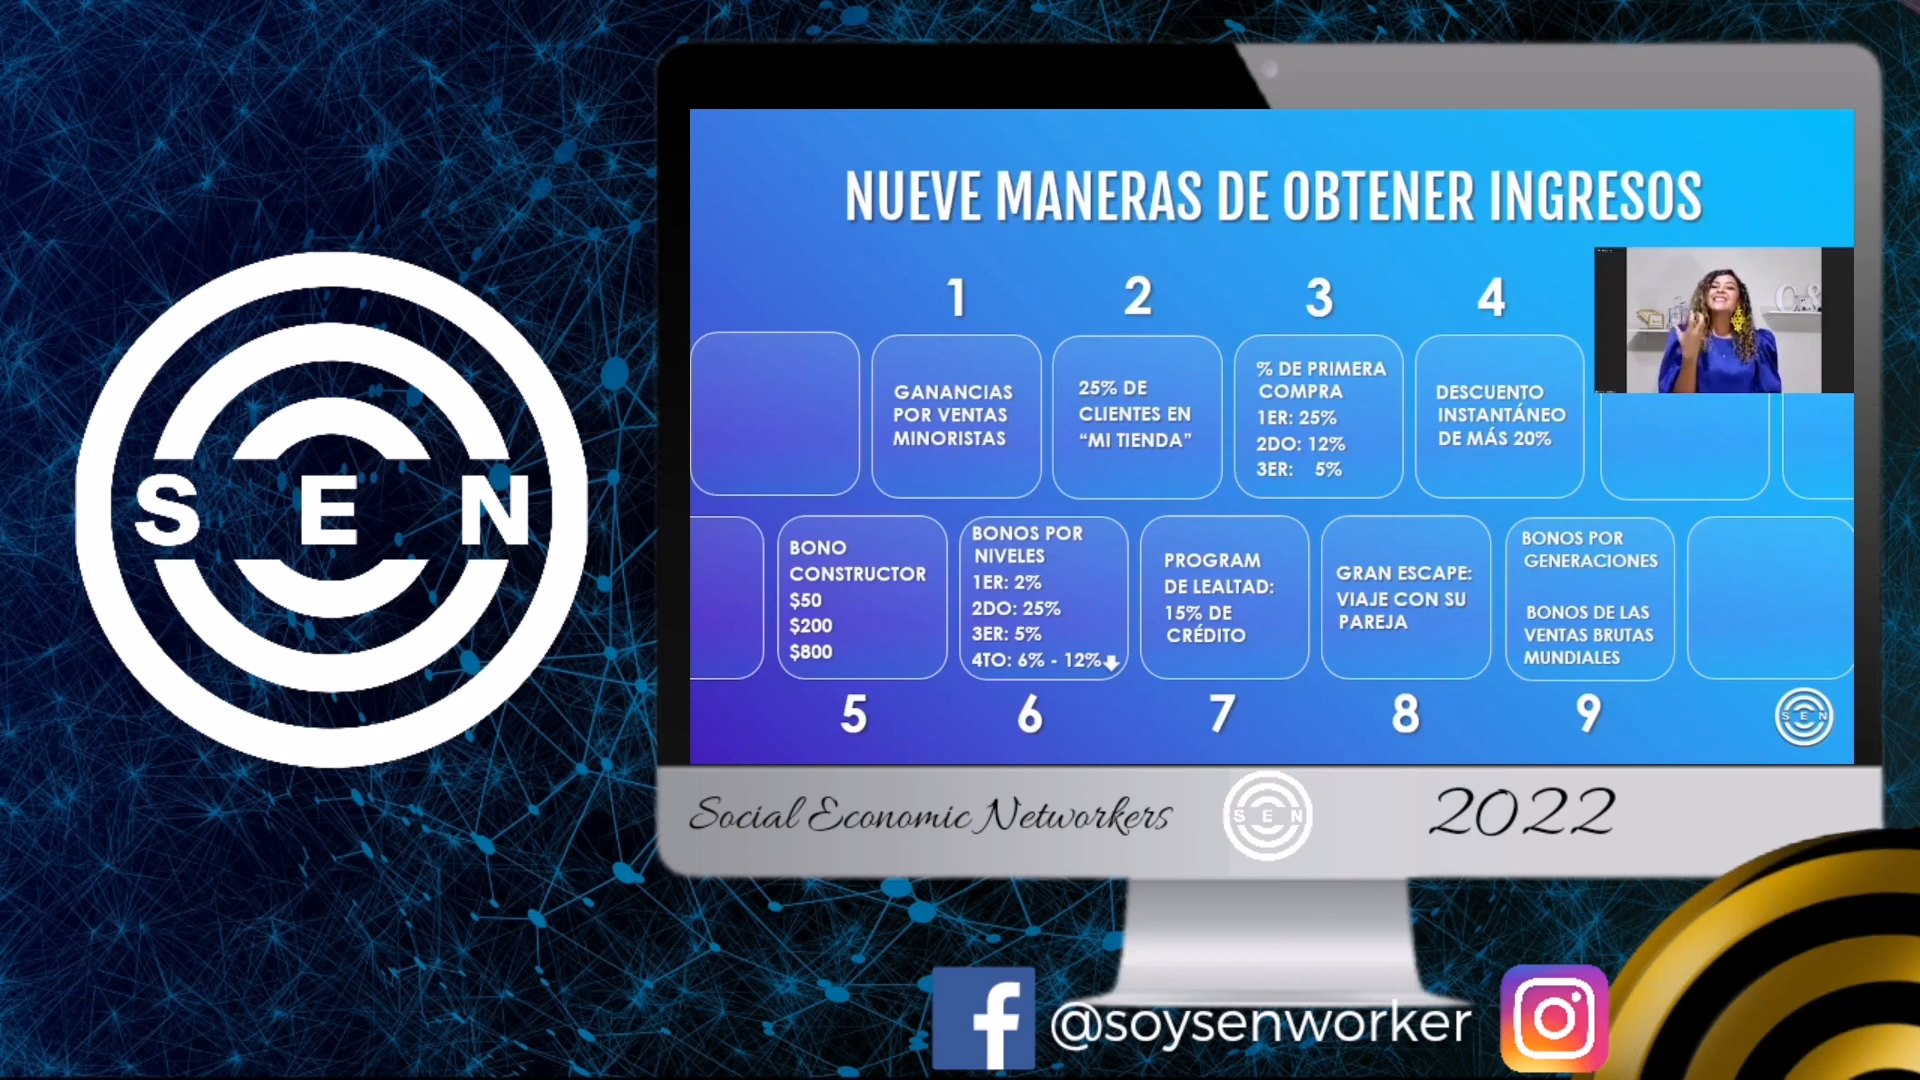 S E N
NUEVE MANERAS DE OBTENER INGRESOS
1
2
3
4
GANANCIAS
POR VENTAS
MINORISTAS
25% DE
CLIENTES EN
“MI TIENDA”
% DE PRIMERA
COMPRA
1ER: 25%
2DO: 12%
3ER: 5%
DESCUENTO
INSTANTÁNEO
DE MÁS 20%
BONO
CONSTRUCTOR
$50
$200
$800
BONOS POR
NIVELES
1ER: 2%
2DO: 25%
3ER: 5%
4TO: 6% - 12%
PROGRAM
DE LEALTAD:
15% DE
CRÉDITO
GRAN ESCAPE:
VIAJE CON SU
PAREJA
BONOS POR
GENERACIONES
BONOS DE LAS
VENTAS BRUTAS
MUNDIALES
5
6
7
8
9
S E N
Social Economic Networkers
S E N
2022
@soysenworker